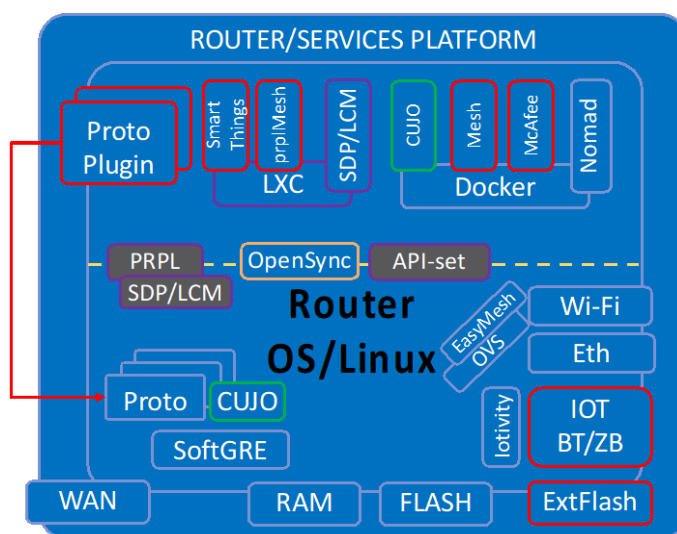 ROUTER/SERVICES PLATFORM
Proto
Plugin
Smart
Things
prplMesh
SDP/LCM
LXC
CUJO
Mesh
McAfee
Nomad
Docker
PRPL
SDP/LCM
OpenSync
API-set
Router
OS/Linux
EasyMesh
OVS
Wi-Fi
Eth
Proto
CUJO
SoftGRE
Iotivity
IOT
BT/ZB
WAN
RAM
FLASH
ExtFlash